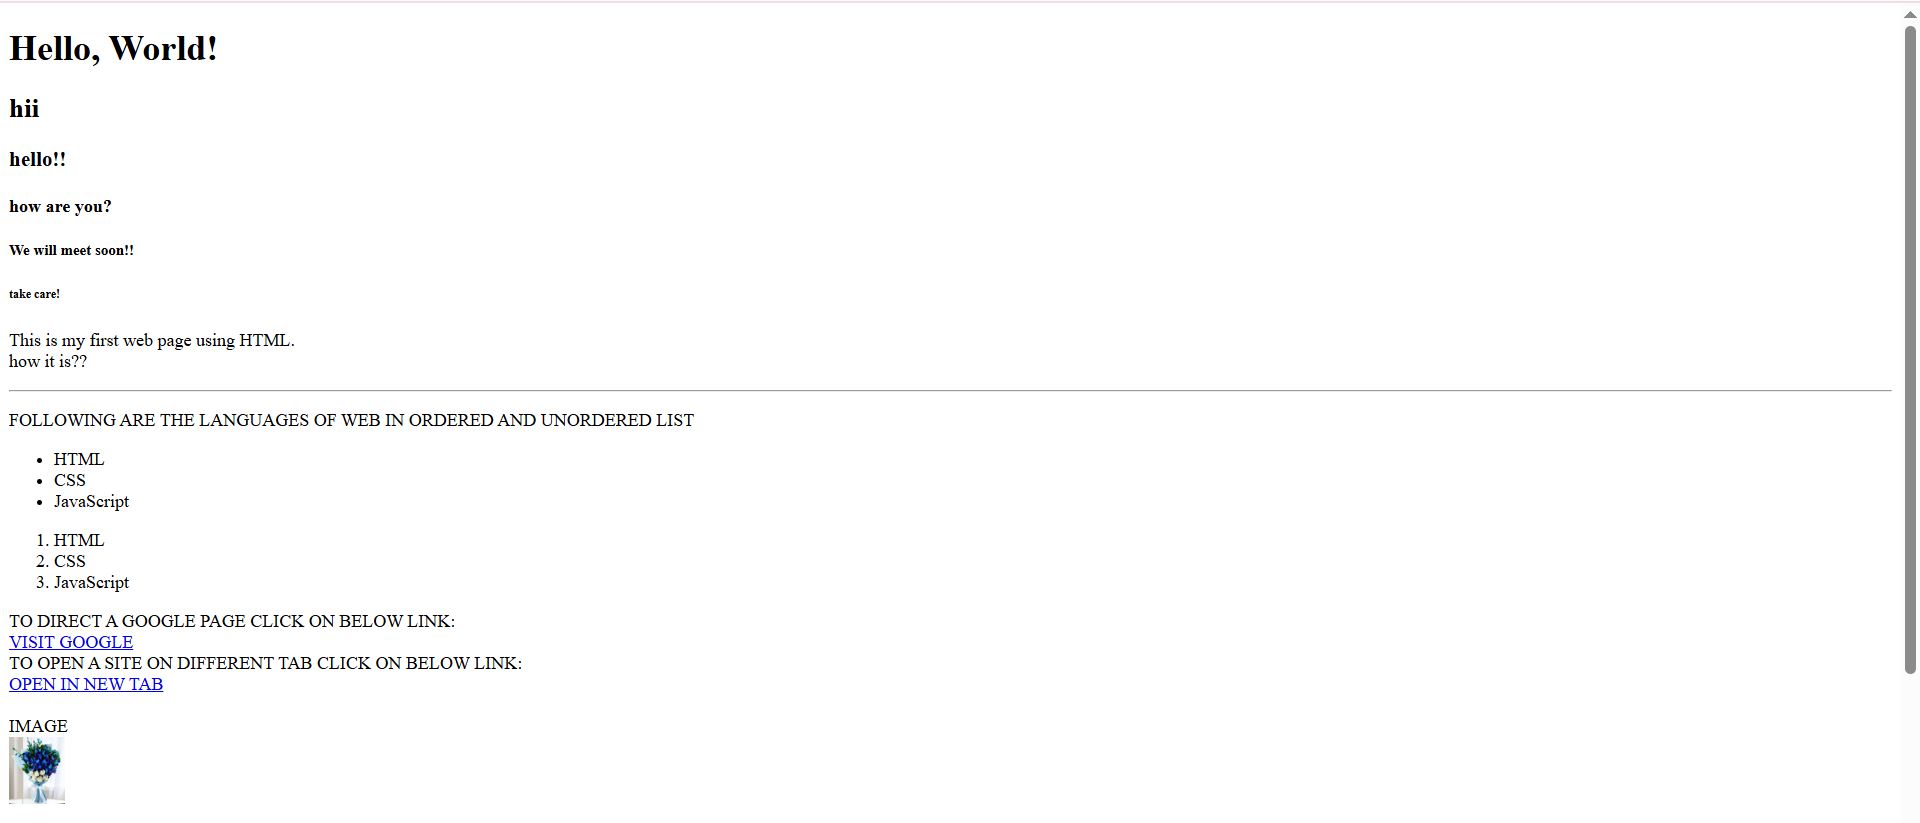 Hello, World!
hii
hello!!
how are you?
We will meet soon!!
take care!
This is my first web page using HTML.
how it is??
FOLLOWING ARE THE LANGUAGES OF WEB IN ORDERED AND UNORDERED LIST
• HTML
• CSS
• JavaScript
1. HTML
2. CSS
3. JavaScript
TO DIRECT A GOOGLE PAGE CLICK ON BELOW LINK:
VISIT GOOGLE
TO OPEN A SITE ON DIFFERENT TAB CLICK ON BELOW LINK:
OPEN IN NEW TAB
IMAGE